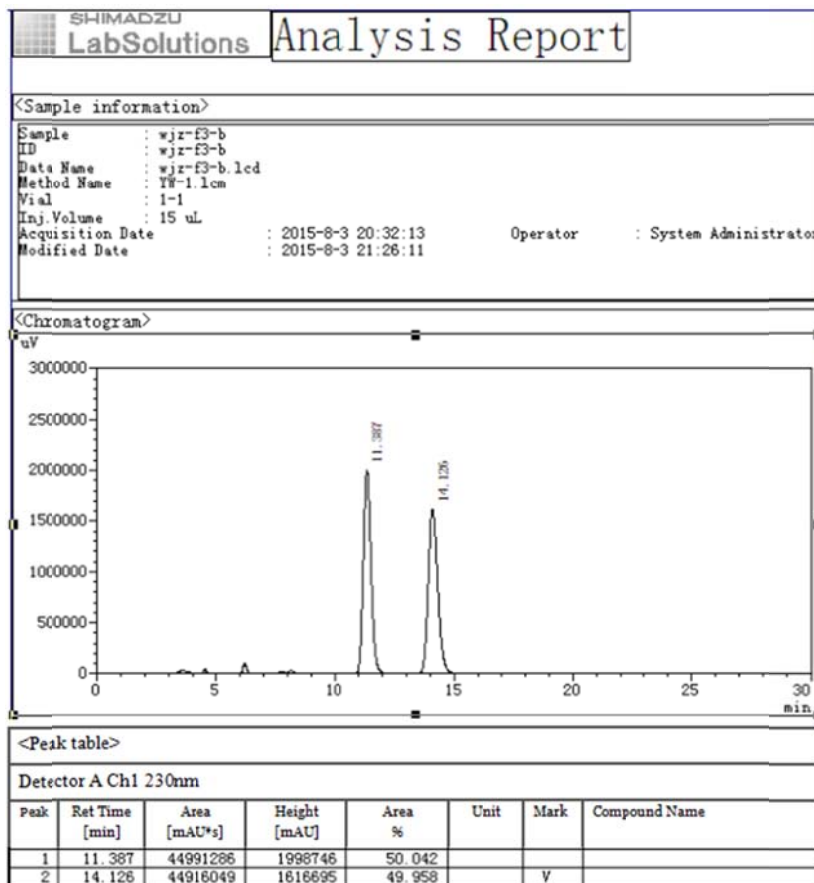 SHIMADZU
LabSolutions Analysis Report
<Sample information>
Sample : wjz-f3-b
ID : wjz-f3-b
Data Name : wjz-f3-b.lcd
Method Name : YW-1.lcm
Vial : 1-1
Inj.Volume : 15 uL
Acquisition Date : 2015-8-3 20:32:13 Operator : System Administrator
Modified Date : 2015-8-3 21:26:11
<Chromatogram>
uV
3000000
2500000
2000000
1500000
1000000
500000
0
11.387
14.126
0 5 10 15 20 25 30
min
<Peak table>
Detector A Ch1 230nm
Peak Ret Time Area Height Area Unit Mark Compound Name
[min] [mAU*s] [mAU] %
1 11.387 44991286 1998746 50.042
2 14.126 44916049 1616695 49.958 V